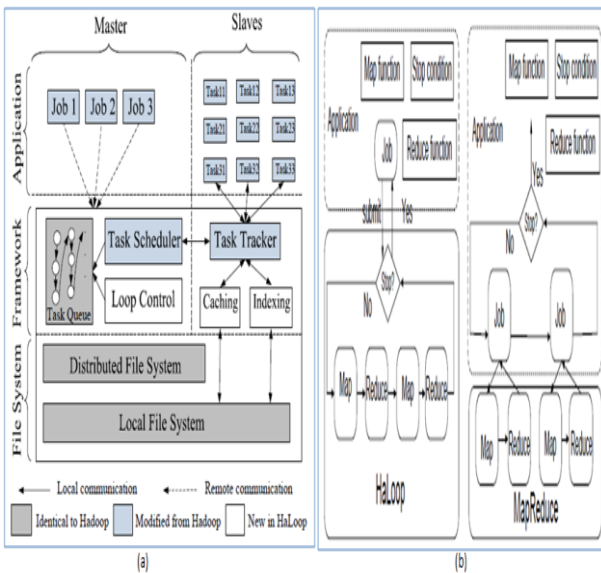 Master
Slaves
Application
Job 1
Job 2
Job 3
Task11
Task12
Task13
Task21
Task22
Task23
Task31
Task32
Task33
Framework
Task Queue
Task Scheduler
Loop Control
Task Tracker
Caching
Indexing
File System
Distributed File System
Local File System
Local communication
Remote communication
Identical to Hadoop
Modified from Hadoop
New in HaLoop
(a)
Map function
Stop condition
Application
Job
Reduce function
submit
Yes
Stop?
No
Map
Reduce
Map
Reduce
HaLoop
Map function
Stop condition
Application
Reduce function
Yes
Stop?
No
Job
Job
Map
Reduce
Map
Reduce
MapReduce
(b)